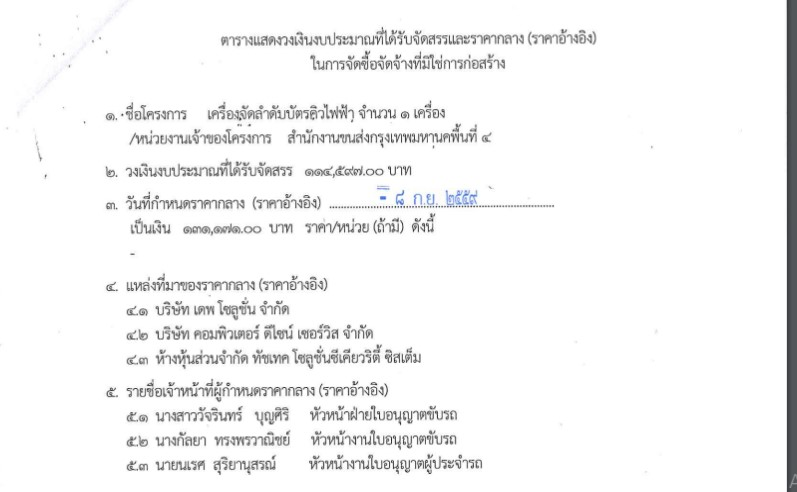 ตารางแสดงวงเงินงบประมาณที่ได้รับจัดสรรและราคากลาง (ราคาอ้างอิง)
ในการจัดซื้อจัดจ้างที่มิใช่การก่อสร้าง
๑. ชื่อโครงการ เครื่องจัดลำดับบัตรคิวไฟฟ้า จำนวน ๑ เครื่อง
/หน่วยงานเจ้าของโครงการ สำนักงานขนส่งกรุงเทพมหานคพื้นที่ ๔
๒. วงเงินงบประมาณที่ได้รับจัดสรร ๑๑๔,๕๙๗.๐๐ บาท
๓. วันที่กำหนดราคากลาง (ราคาอ้างอิง) ๘ ก.ย. ๒๕๕๙
เป็นเงิน ๑๓๑,๑๗๑.๐๐ บาท ราคา/หน่วย (ถ้ามี) ดังนี้
-
๔. แหล่งที่มาของราคากลาง (ราคาอ้างอิง)
๔.๑ บริษัท เดพ โซลูชั่น จำกัด
๔.๒ บริษัท คอมพิวเตอร์ ดีไซน์ เซอร์วิส จำกัด
๔.๓ ห้างหุ้นส่วนจำกัด ทัชเทค โซลูชั่นซีเคียวริตี้ ซิสเต็ม
๕. รายชื่อเจ้าหน้าที่ผู้กำหนดราคากลาง (ราคาอ้างอิง)
๕.๑ นางสาววัจรินทร์ บุญศิริ หัวหน้าฝ่ายใบอนุญาตขับรถ
๕.๒ นางกัลยา ทรงพรวาณิชย์ หัวหน้างานใบอนุญาตขับรถ
๕.๓ นายนเรศ สุริยานุสรณ์ หัวหน้างานใบอนุญาตผู้ประจำรถ